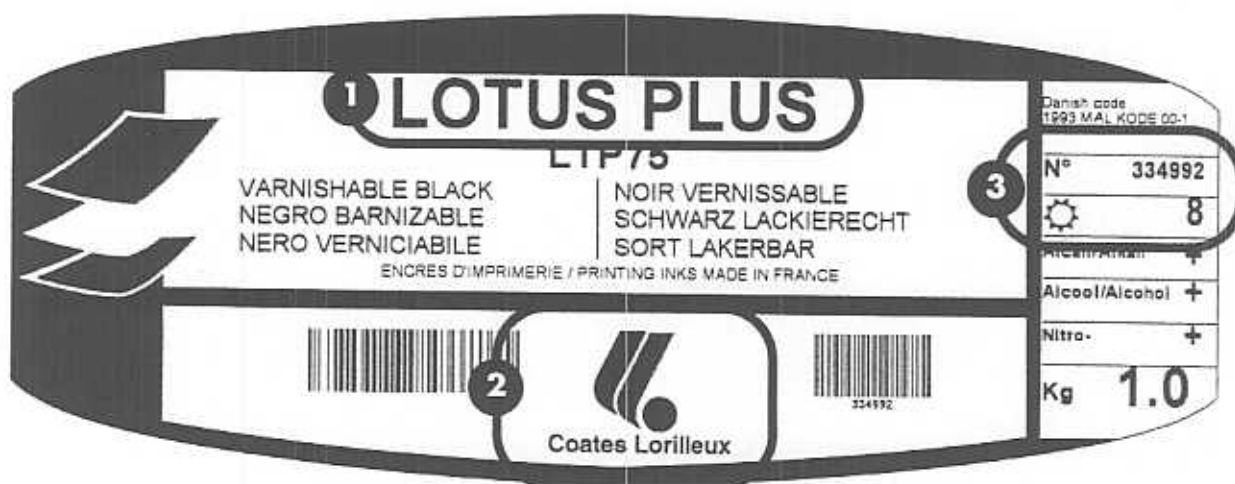 1 LOTUS PLUS
LTP75
VARNISHABLE BLACK
NEGRO BARNIZABLE
NERO VERNICIABILE
NOIR VERNISSABLE
SCHWARZ LACKIERECHT
SORT LAKERBAR
ENCRES D'IMPRIMERIE / PRINTING INKS MADE IN FRANCE
2
Coates Lorilleux
334992
Danish code
1993 MAL KODE 00-1
3
N° 334992
8
Alcali/Alkali +
Alcool/Alcohol +
Nitro- +
Kg 1.0